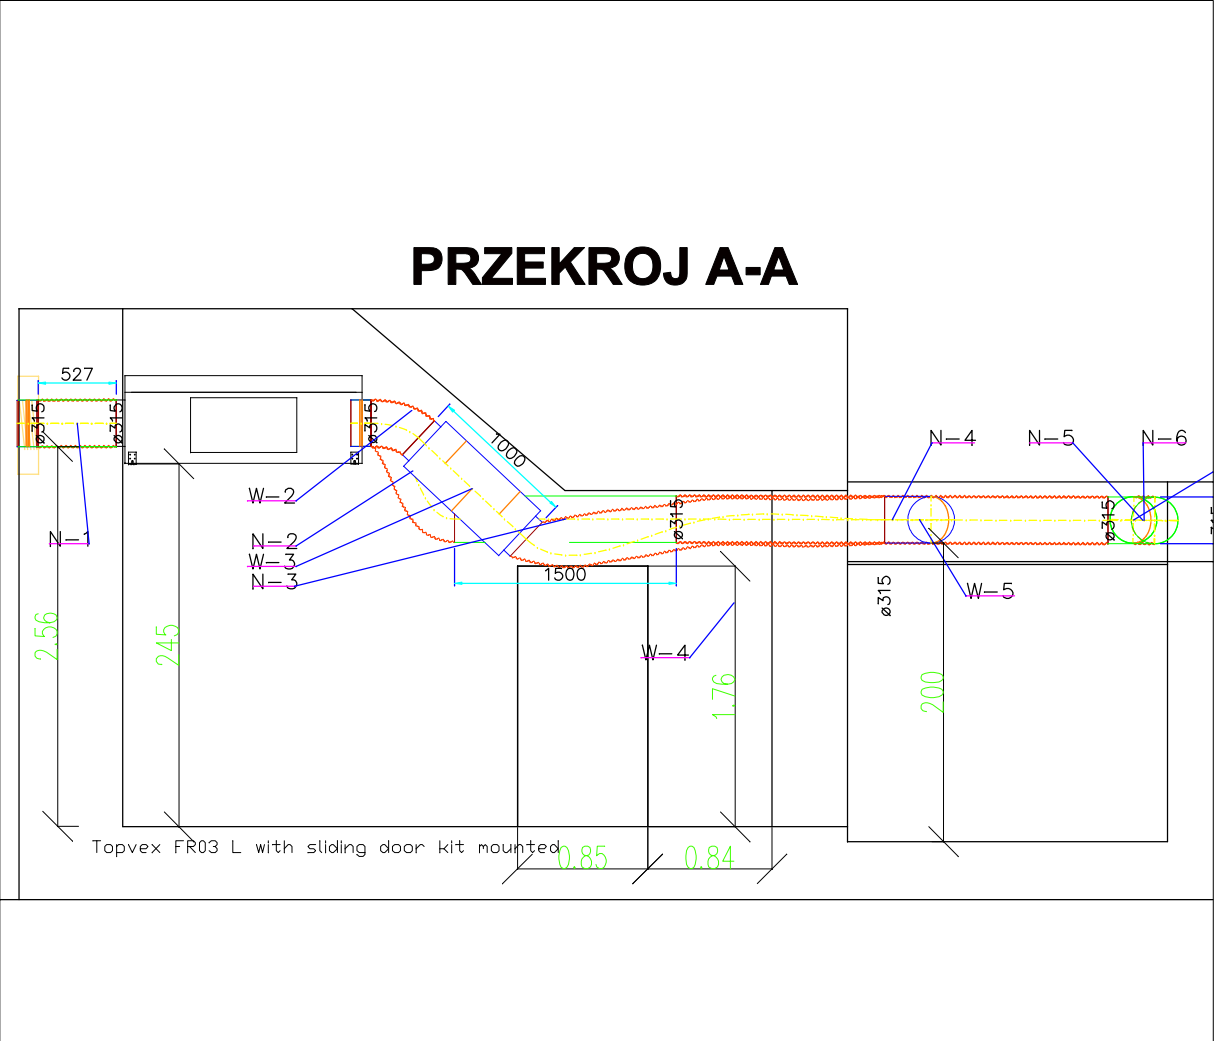 PRZEKROJ A-A
527
ø315
ø315
ø315
1000
N-4
N-5
N-6
W-2
ø315
ø315
N-1
N-2
W-3
N-3
1500
ø315
W-5
2.56
245
W-4
1.76
200
Topvex FR03 L with sliding door kit mounted
0.85
0.84